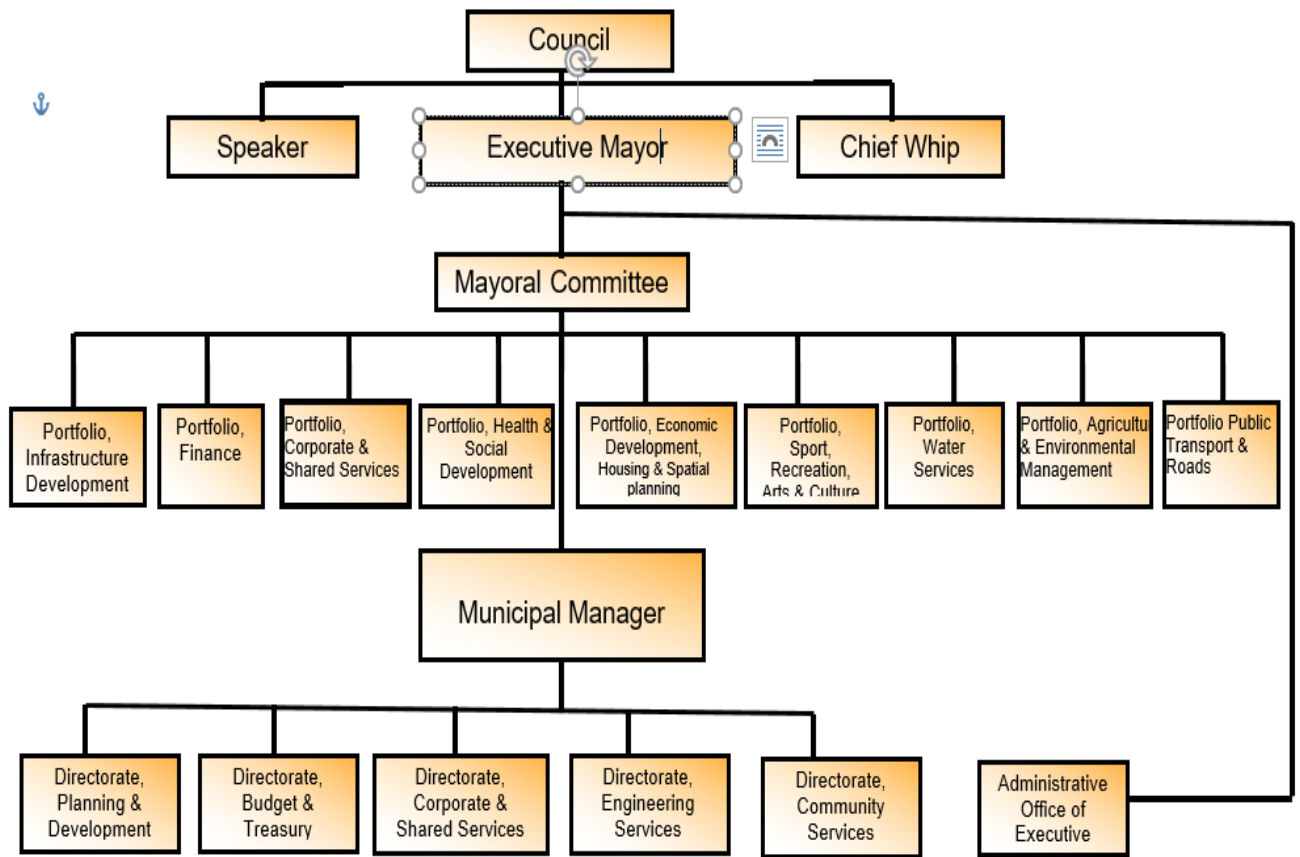 Council
Speaker
Executive Mayor
Chief Whip
Mayoral Committee
Portfolio,
Infrastructure
Development
Portfolio,
Finance
Portfolio,
Corporate &
Shared Services
Portfolio, Health &
Social
Development
Portfolio, Economic
Development,
Housing & Spatial
planning
Portfolio,
Sport,
Recreation,
Arts & Culture
Portfolio,
Water
Services
Portfolio, Agricultu
& Environmental
Management
Portfolio Public
Transport &
Roads
Municipal Manager
Directorate,
Planning &
Development
Directorate,
Budget &
Treasury
Directorate,
Corporate &
Shared Services
Directorate,
Engineering
Services
Directorate,
Community
Services
Administrative
Office of
Executive